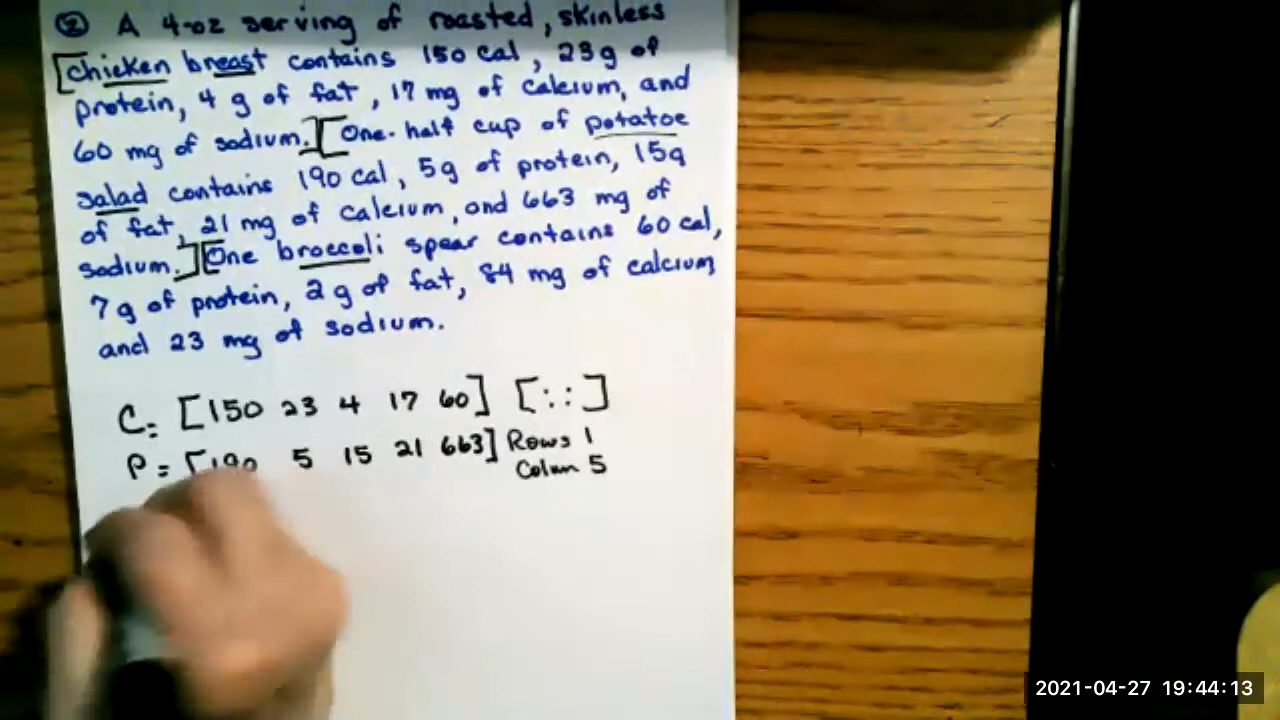 ② A 4-oz serving of roasted, skinless
[chicken breast contains 150 cal, 23g of
protein, 4 g of fat, 17 mg of calcium, and
60 mg of sodium.] [One-half cup of potatoe
salad contains 190 cal, 5g of protein, 15g
of fat, 21 mg of calcium, and 663 mg of
sodium.] [One broccoli spear contains 60 cal,
7g of protein, 2g of fat, 84 mg of calcium
and 23 mg of sodium.
C = [150 23 4 17 60] [:::]
P = [190 5 15 21 663] Rows 1
Colum 5
2021-04-27 19:44:13